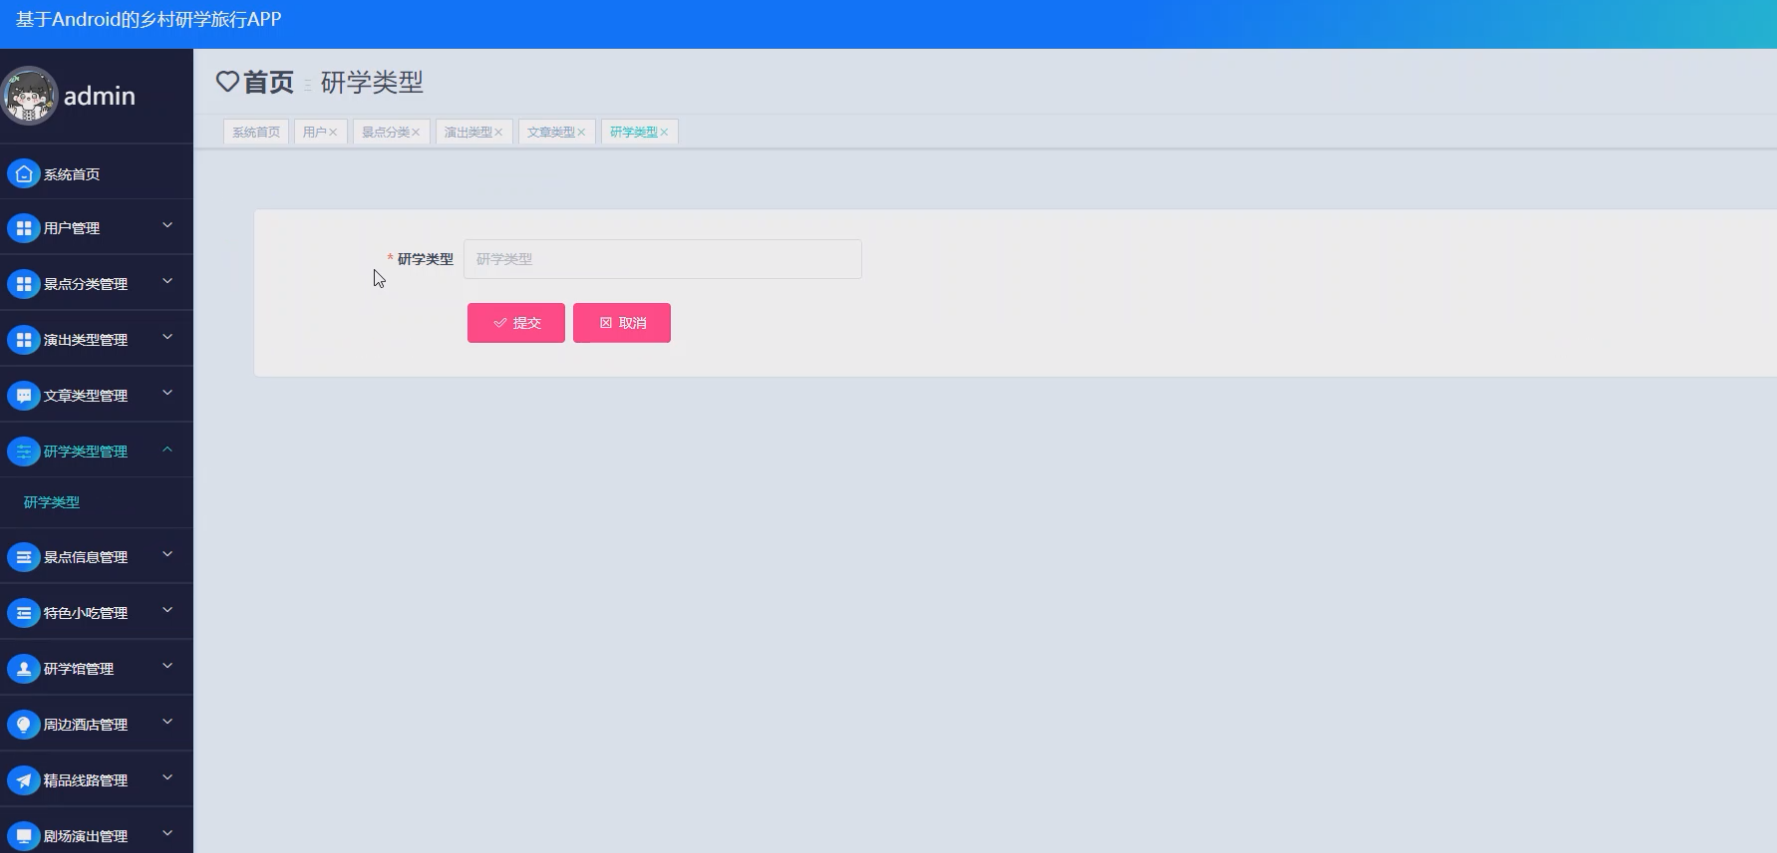 基于Android的乡村研学旅行APP
admin
首页 研学类型
系统首页 用户× 景点分类× 演出类型× 文章类型× 研学类型×
系统首页
用户管理
* 研学类型 研学类型
景点分类管理
提交 取消
演出类型管理
文章类型管理
研学类型管理
研学类型
景点信息管理
特色小吃管理
研学馆管理
周边酒店管理
精品线路管理
剧场演出管理